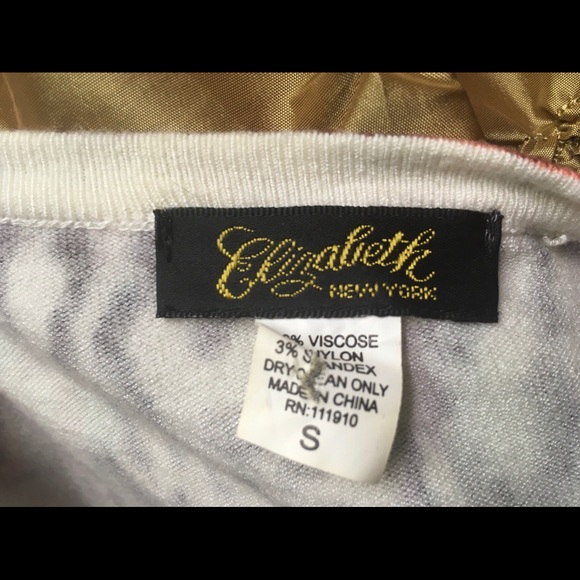 Elizabeth
NEW YORK
% VISCOSE
3% NYLON
DRY CLEAN ONLY
MADE IN CHINA
RN:111910
S